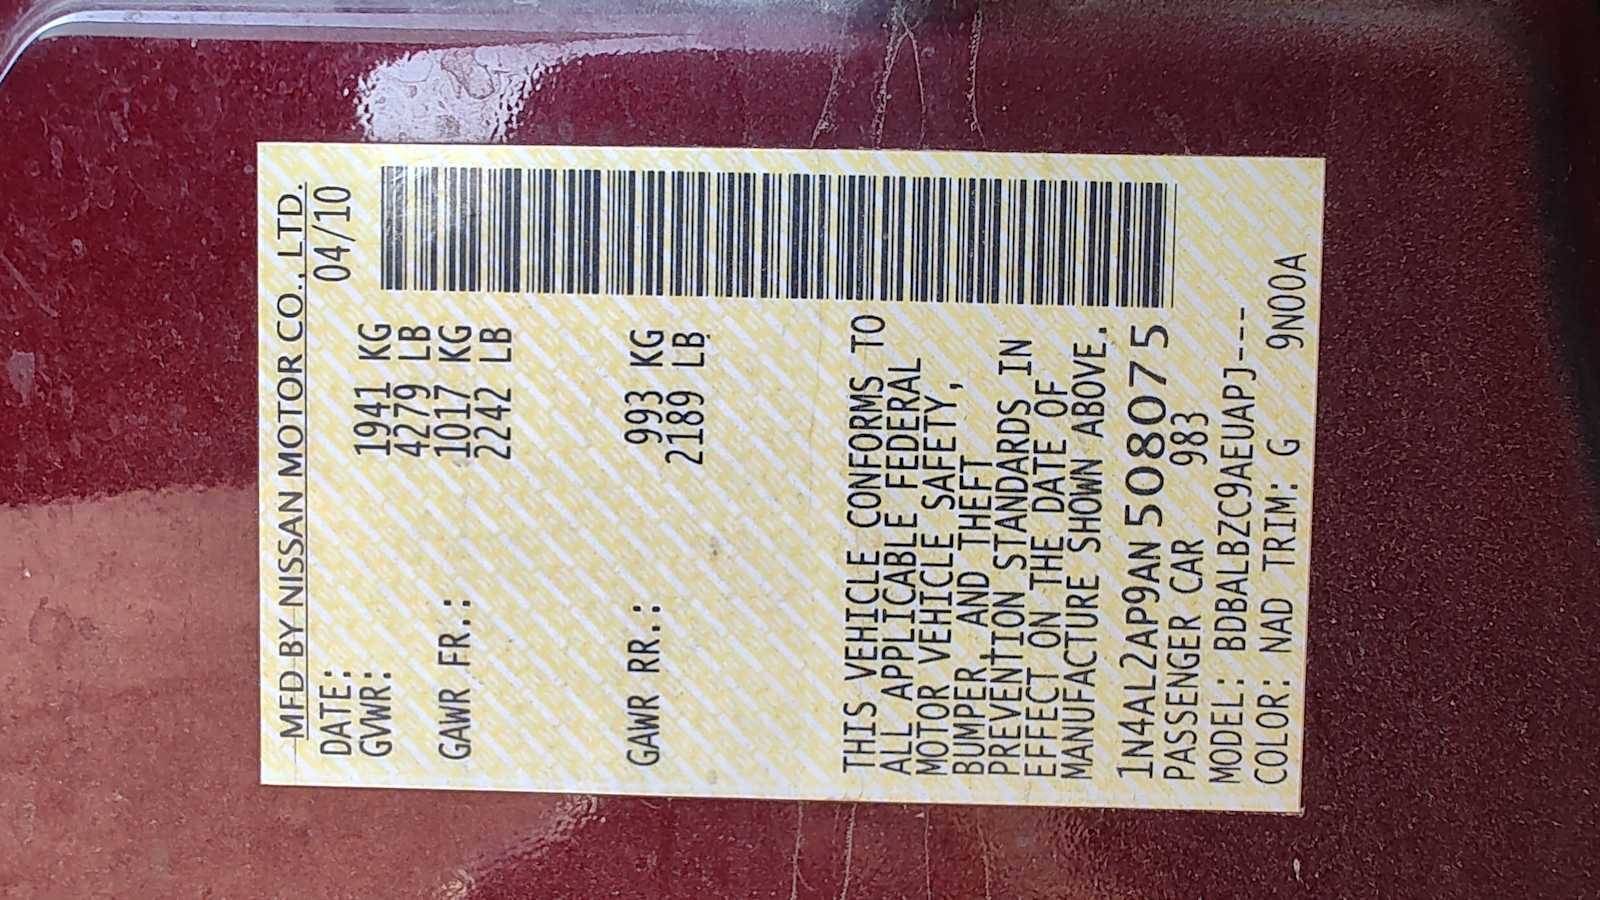 MFD BY NISSAN MOTOR CO., LTD.
DATE: 04/10
GVWR: 1941 KG
4279 LB
GAWR FR.: 1017 KG
2242 LB
GAWR RR.: 993 KG
2189 LB
THIS VEHICLE CONFORMS TO
ALL APPLICABLE FEDERAL
MOTOR VEHICLE SAFETY,
BUMPER, AND THEFT
PREVENTION STANDARDS IN
EFFECT ON THE DATE OF
MANUFACTURE SHOWN ABOVE.
1N4AL2AP9AN508075
PASSENGER CAR 983
MODEL: BDBALBZC9AEUAPJ---
COLOR: NAD TRIM: G 9N00A